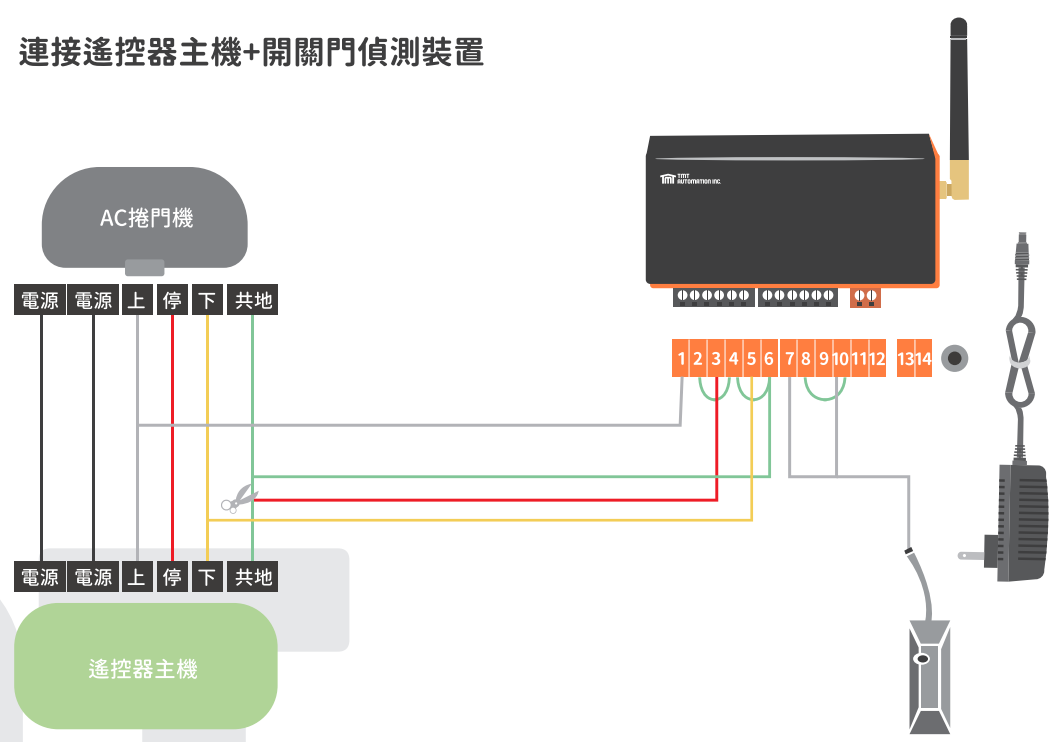 連接遙控器主機+開關門偵測裝置
TMT
TMT
AUTOMATION INC.
AC捲門機
電源 電源 上 停 下 共地
1 2 3 4 5 6 7 8 9 10 11 12 13 14
電源 電源 上 停 下 共地
遙控器主機